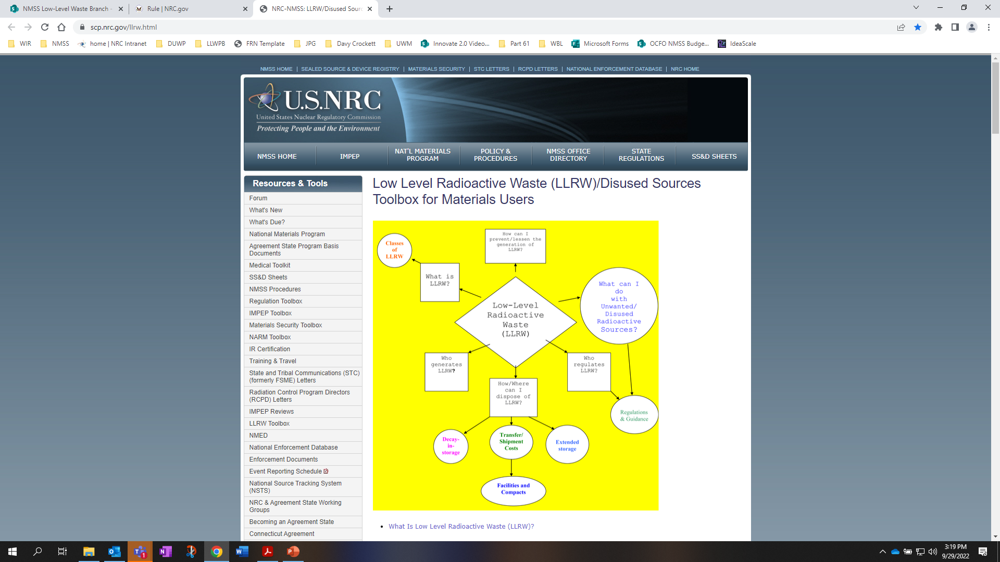 NMSS Low-Level Waste Branch -
Rule | NRC.gov
NRC-NMSS: LLRW/Disused Sourc
scp.nrc.gov/llrw.html
WIR
NMSS
home | NRC Intranet
DUWP
LLWPB
FRN Template
JPG
Davy Crockett
UWM
Innovate 2.0 Video...
Part 61
WBL
Microsoft Forms
OCFO NMSS Budge...
IdeaScale
NMSS HOME | SEALED SOURCE & DEVICE REGISTRY | MATERIALS SECURITY | STC LETTERS | RCPD LETTERS | NATIONAL ENFORCEMENT DATABASE | NRC HOME
U.S.NRC
United States Nuclear Regulatory Commission
Protecting People and the Environment
NMSS HOME
IMPEP
NAT'L MATERIALS
PROGRAM
POLICY &
PROCEDURES
NMSS OFFICE
DIRECTORY
STATE
REGULATIONS
SS&D SHEETS
Resources & Tools
Forum
What's New
What's Due?
National Materials Program
Agreement State Program Basis
Documents
Medical Toolkit
SS&D Sheets
NMSS Procedures
Regulation Toolbox
IMPEP Toolbox
Materials Security Toolbox
NARM Toolbox
IR Certification
Training & Travel
State and Tribal Communications (STC)
(formerly FSME) Letters
Radiation Control Program Directors
(RCPD) Letters
IMPEP Reviews
LLRW Toolbox
NMED
National Enforcement Database
Enforcement Documents
Event Reporting Schedule
National Source Tracking System
(NSTS)
NRC & Agreement State Working
Groups
Becoming an Agreement State
Connecticut Agreement
Low Level Radioactive Waste (LLRW)/Disused Sources
Toolbox for Materials Users
Classes
of
LLRW
How can I
prevent/lessen the
generation of
LLRW?
What is
LLRW?
What can I
do
with
Unwanted/
Disused
Radioactive
Sources?
Low-Level
Radioactive
Waste
(LLRW)
Who
generates
LLRW?
Who
regulates
LLRW?
How/Where
can I
dispose of
LLRW?
Regulations
& Guidance
Decay-
in-
storage
Transfer/
Shipment
Costs
Extended
storage
Facilities and
Compacts
• What Is Low Level Radioactive Waste (LLRW)?
1
3:19 PM
9/29/2022